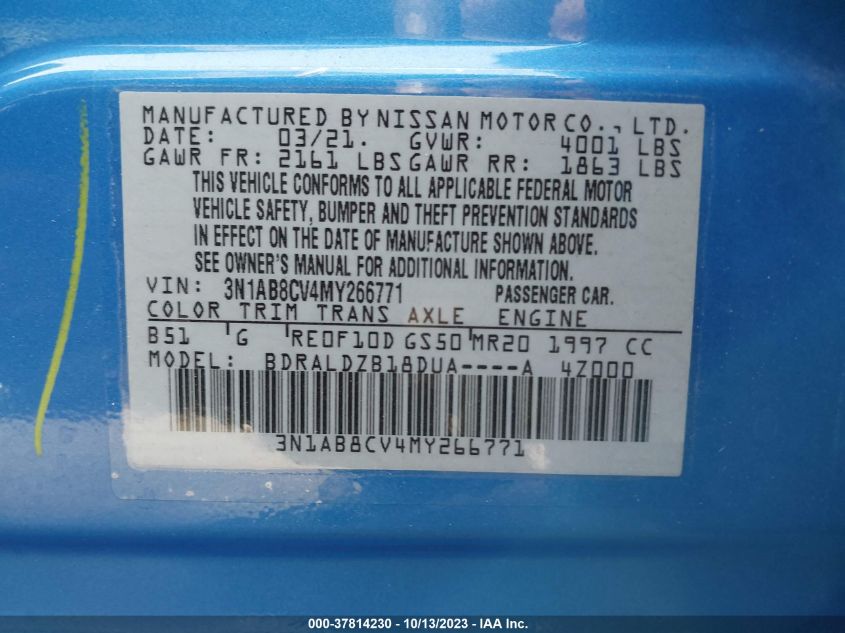 MANUFACTURED BY NISSAN MOTOR CO., LTD.
DATE: 03/21. GVWR: 4001 LBS
GAWR FR: 2161 LBS GAWR RR: 1863 LBS
THIS VEHICLE CONFORMS TO ALL APPLICABLE FEDERAL MOTOR
VEHICLE SAFETY, BUMPER AND THEFT PREVENTION STANDARDS
IN EFFECT ON THE DATE OF MANUFACTURE SHOWN ABOVE.
SEE OWNER'S MANUAL FOR ADDITIONAL INFORMATION.
VIN: 3N1AB8CV4MY266771 PASSENGER CAR.
COLOR TRIM TRANS AXLE ENGINE
B51 G RE0F10D GS50 MR20 1997 CC
MODEL: BDRALDZB18DUA----A 4Z000
3N1AB8CV4MY266771
000-37814230 - 10/13/2023 - IAA Inc.